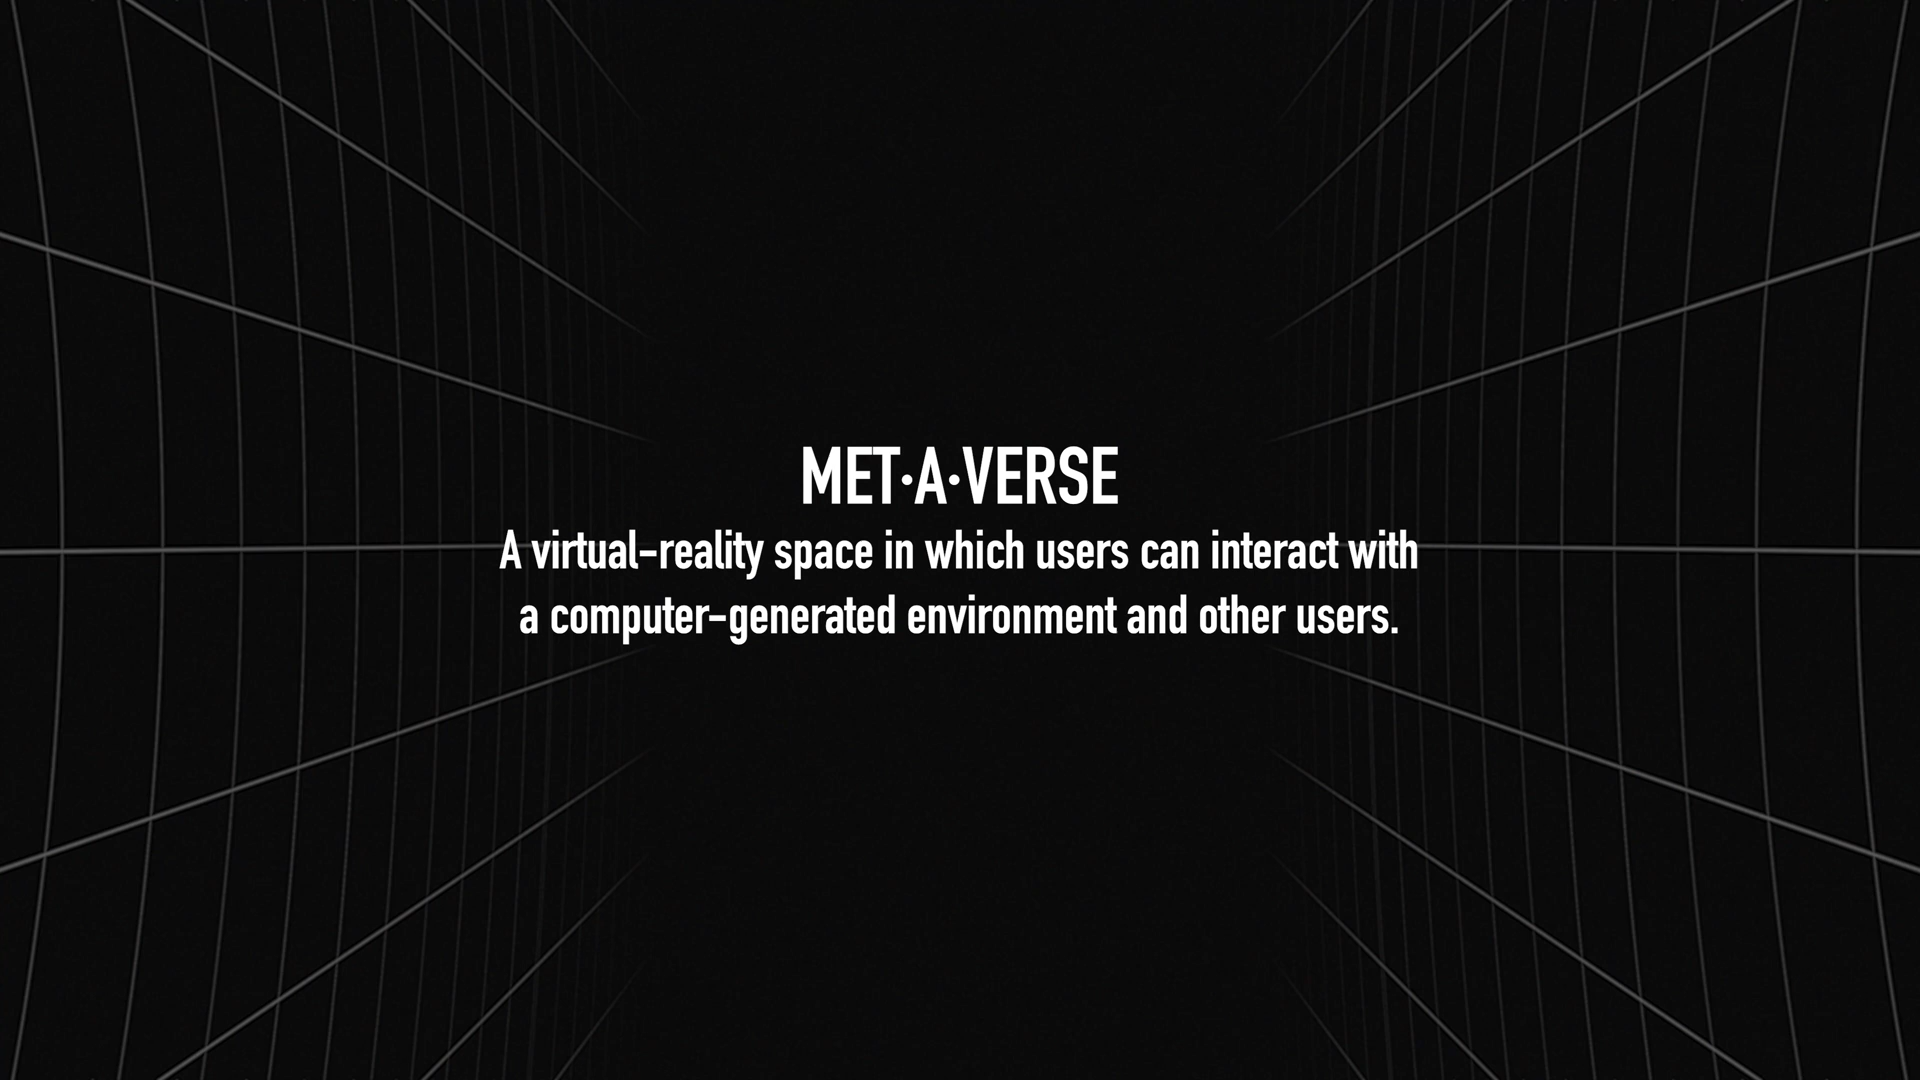 MET·A·VERSE
A virtual-reality space in which users can interact with
a computer-generated environment and other users.